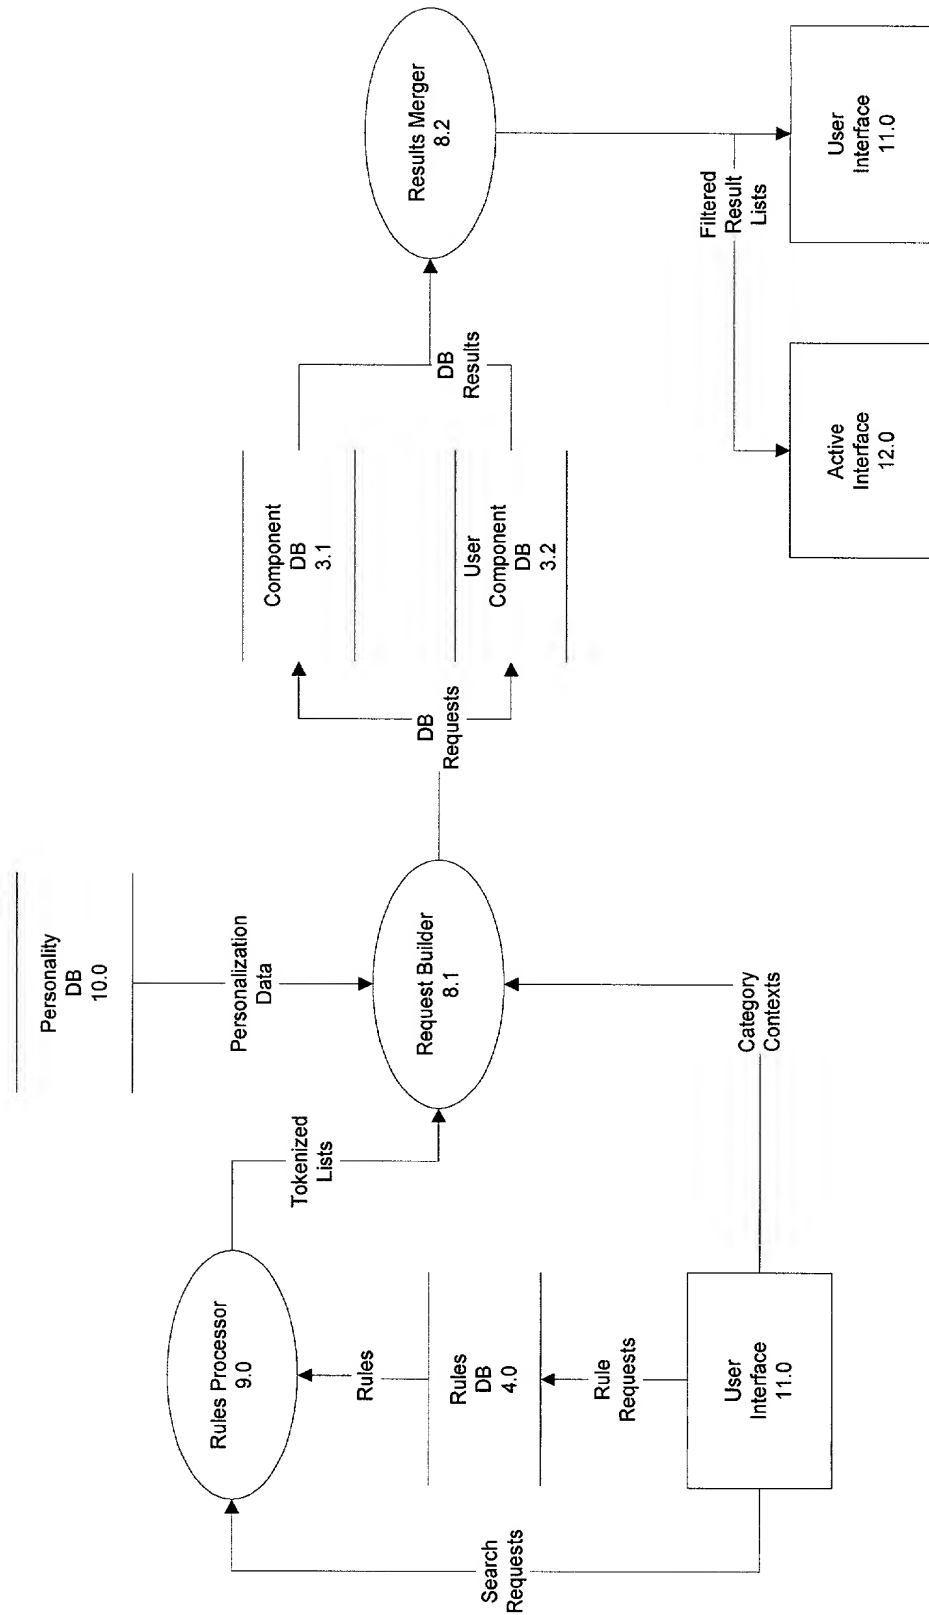 Personality
DB
10.0
Personalization
Data
Rules Processor
9.0
Tokenized
Lists
Request Builder
8.1
Rules
Rules
DB
4.0
Rule
Requests
Search
Requests
User
Interface
11.0
Category
Contexts
DB
Requests
Component
DB
3.1
User
Component
DB
3.2
DB
Results
Results Merger
8.2
Filtered
Result
Lists
Active
Interface
12.0
User
Interface
11.0